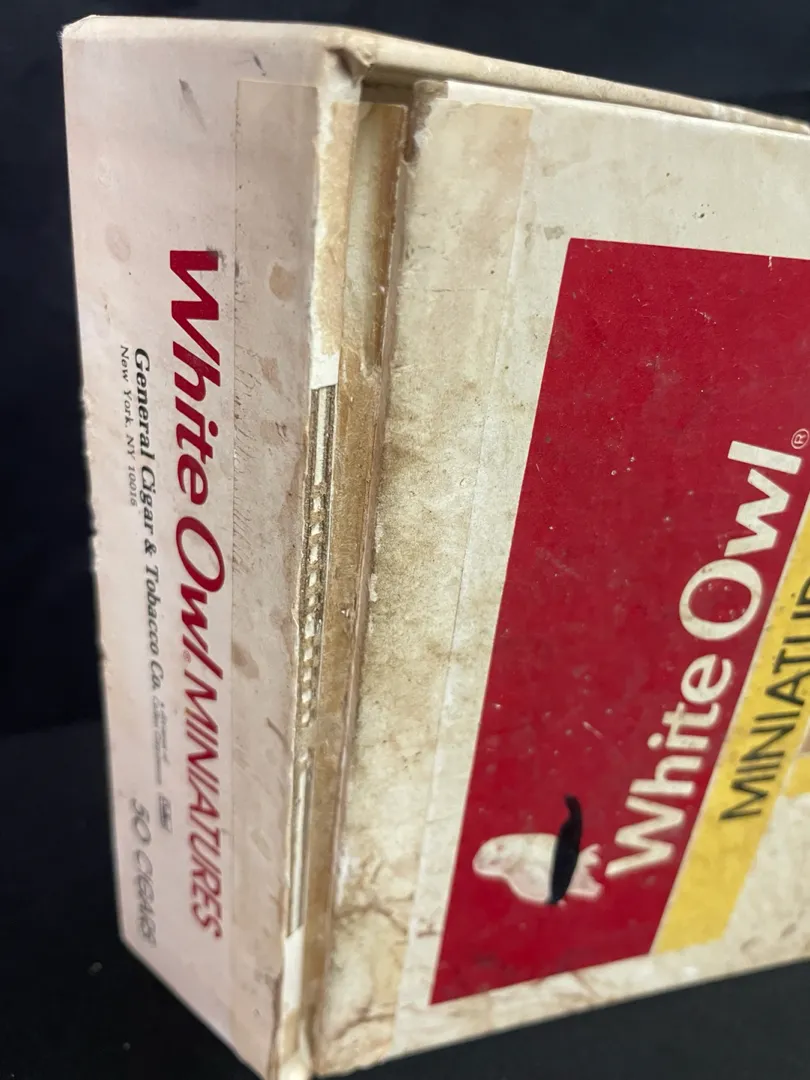 White Owl® MINIATURES
General Cigar & Tobacco Co.
New York, NY 10016
50 CIGARS
White Owl®
MINIATUR